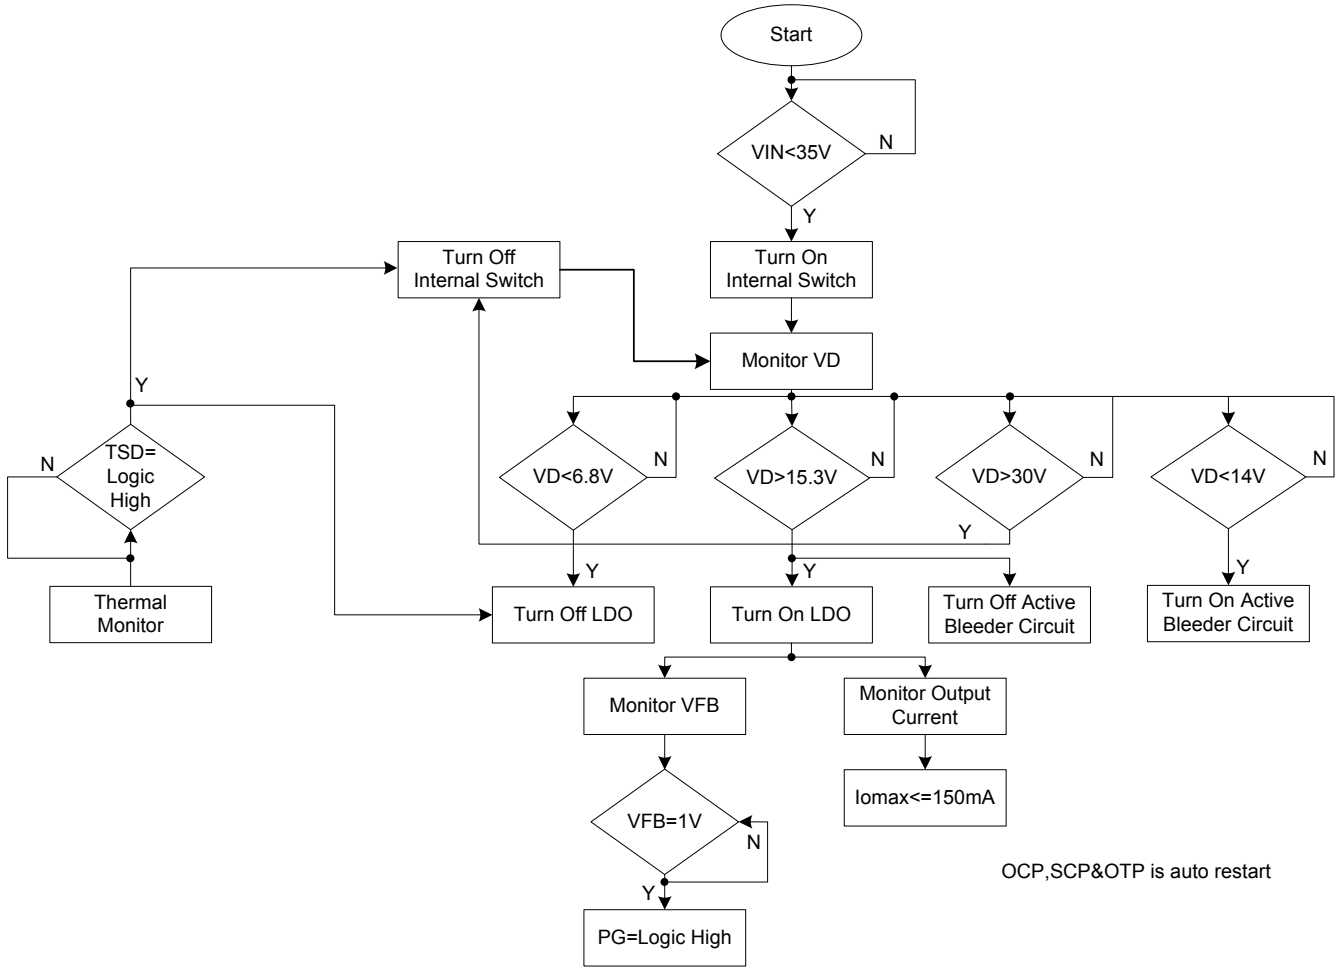 Start
VIN<35V
N
Y
Turn Off
Internal Switch
Turn On
Internal Switch
Monitor VD
Y
TSD=
Logic
High
N
VD<6.8V
N
VD>15.3V
N
VD>30V
N
VD<14V
N
Y
Y
Y
Y
Thermal
Monitor
Turn Off LDO
Turn On LDO
Turn Off Active
Bleeder Circuit
Turn On Active
Bleeder Circuit
Monitor VFB
Monitor Output
Current
Iomax<=150mA
VFB=1V
N
Y
OCP,SCP&OTP is auto restart
PG=Logic High